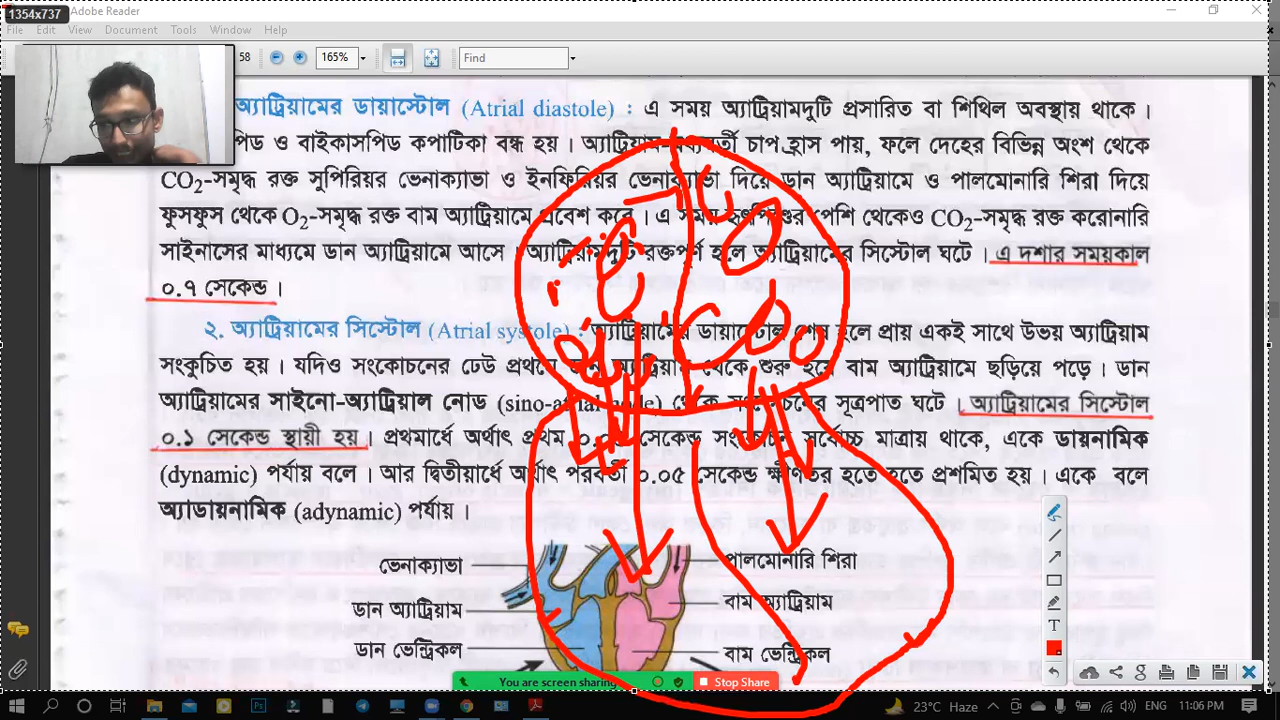 1354x737
Adobe Reader
File Edit View Document Tools Window Help
58 165% Find
অ্যাট্রিয়ামের ডায়াস্টোল (Atrial diastole) : এ সময় অ্যাট্রিয়ামদুটি প্রসারিত বা শিথিল অবস্থায় থাকে ।
পিড ও বাইকাসপিড কপাটিকা বন্ধ হয় । অ্যাট্রিয়াম-মধ্যবর্তী চাপ হ্রাস পায়, ফলে দেহের বিভিন্ন অংশ থেকে
CO₂-সমৃদ্ধ রক্ত সুপিরিয়র ভেনাক্যাভা ও ইনফিরিয়র ভেনাক্যাভা দিয়ে ডান অ্যাট্রিয়ামে ও পালমোনারি শিরা দিয়ে
ফুসফুস থেকে O₂-সমৃদ্ধ রক্ত বাম অ্যাট্রিয়ামে প্রবেশ করে । এ সময় হৃৎপিণ্ডের পেশি থেকেও CO₂-সমৃদ্ধ রক্ত করোনারি
সাইনাসের মাধ্যমে ডান অ্যাট্রিয়ামে আসে । অ্যাট্রিয়ামদুটি রক্তপূর্ণ হলে অ্যাট্রিয়ামের সিস্টোল ঘটে । এ দশার সময়কাল
০.৭ সেকেন্ড ।
২. অ্যাট্রিয়ামের সিস্টোল (Atrial systole) : অ্যাট্রিয়ামের ডায়াস্টোল শেষ হলে প্রায় একই সাথে উভয় অ্যাট্রিয়াম
সংকুচিত হয় । যদিও সংকোচনের ঢেউ প্রথমে ডান অ্যাট্রিয়াম থেকে শুরু হয়ে বাম অ্যাট্রিয়ামে ছড়িয়ে পড়ে । ডান
অ্যাট্রিয়ামের সাইনো-অ্যাট্রিয়াল নোড (sino-atrial node) থেকে সংকোচনের সূত্রপাত ঘটে । অ্যাট্রিয়ামের সিস্টোল
০.১ সেকেন্ড স্থায়ী হয় । প্রথমার্ধে অর্থাৎ প্রথম ০.০৫ সেকেন্ড সংকোচন সর্বোচ্চ মাত্রায় থাকে, একে ডায়নামিক
(dynamic) পর্যায় বলে । আর দ্বিতীয়ার্ধে অর্থাৎ পরবর্তী ০.০৫ সেকেন্ড ক্ষীণতর হতে হতে প্রশমিত হয় । একে বলে
অ্যাডায়নামিক (adynamic) পর্যায় ।
ভেনাক্যাভা পালমোনারি শিরা
ডান অ্যাট্রিয়াম বাম অ্যাট্রিয়াম
ডান ভেন্ট্রিকল বাম ভেন্ট্রিকল
You are screen sharing Stop Share
23°C Haze ENG 11:06 PM